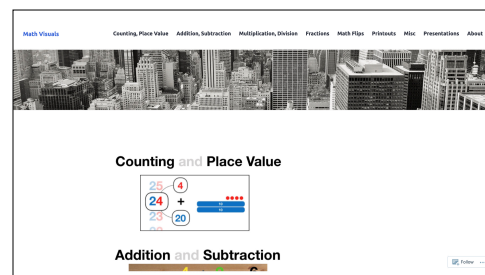 Math Visuals
Counting, Place Value Addition, Subtraction Multiplication, Division Fractions Math Flips Printouts Misc Presentations About
Counting and Place Value
25
4
24 +
23
20
Addition and Subtraction
Follow